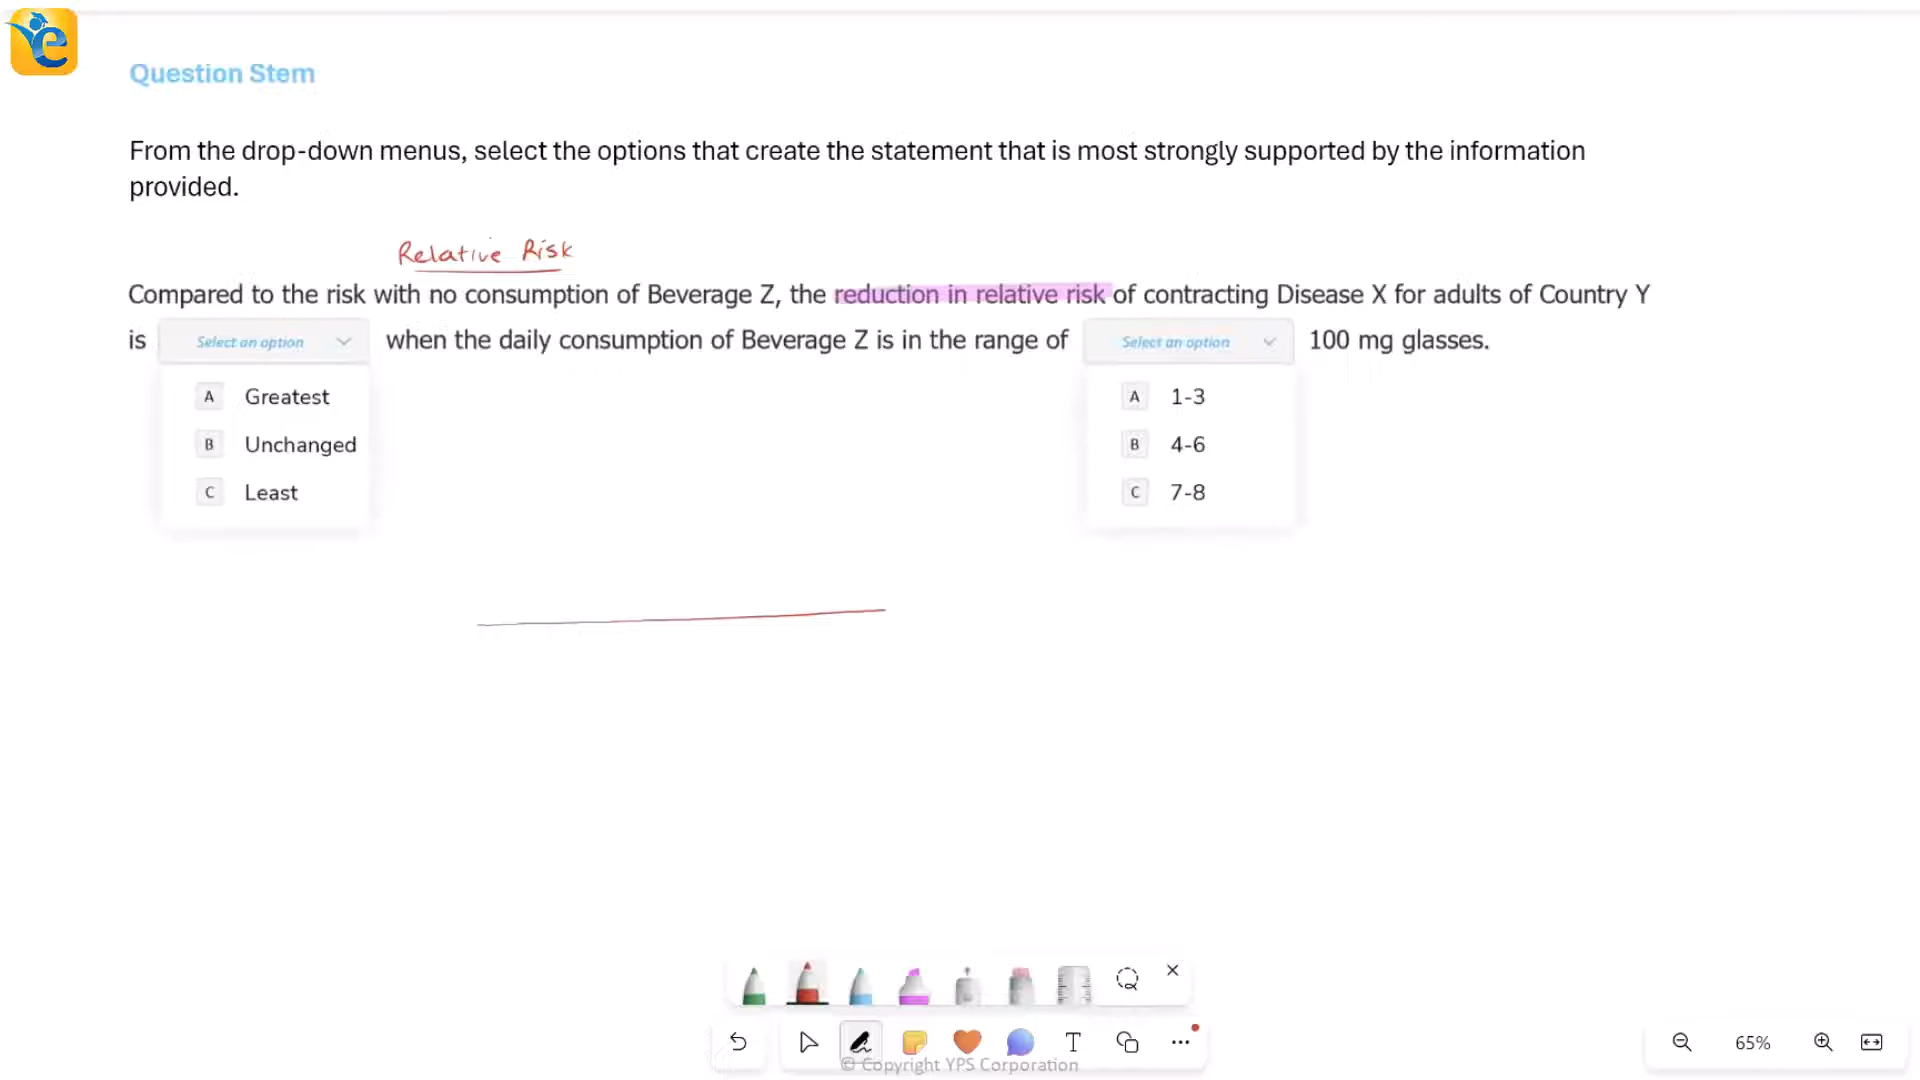 Question Stem
From the drop-down menus, select the options that create the statement that is most strongly supported by the information
provided.
Relative Risk
Compared to the risk with no consumption of Beverage Z, the reduction in relative risk of contracting Disease X for adults of Country Y
is Select an option when the daily consumption of Beverage Z is in the range of Select an option 100 mg glasses.
A Greatest
B Unchanged
C Least
A 1-3
B 4-6
C 7-8
T
65%
© Copyright YPS Corporation